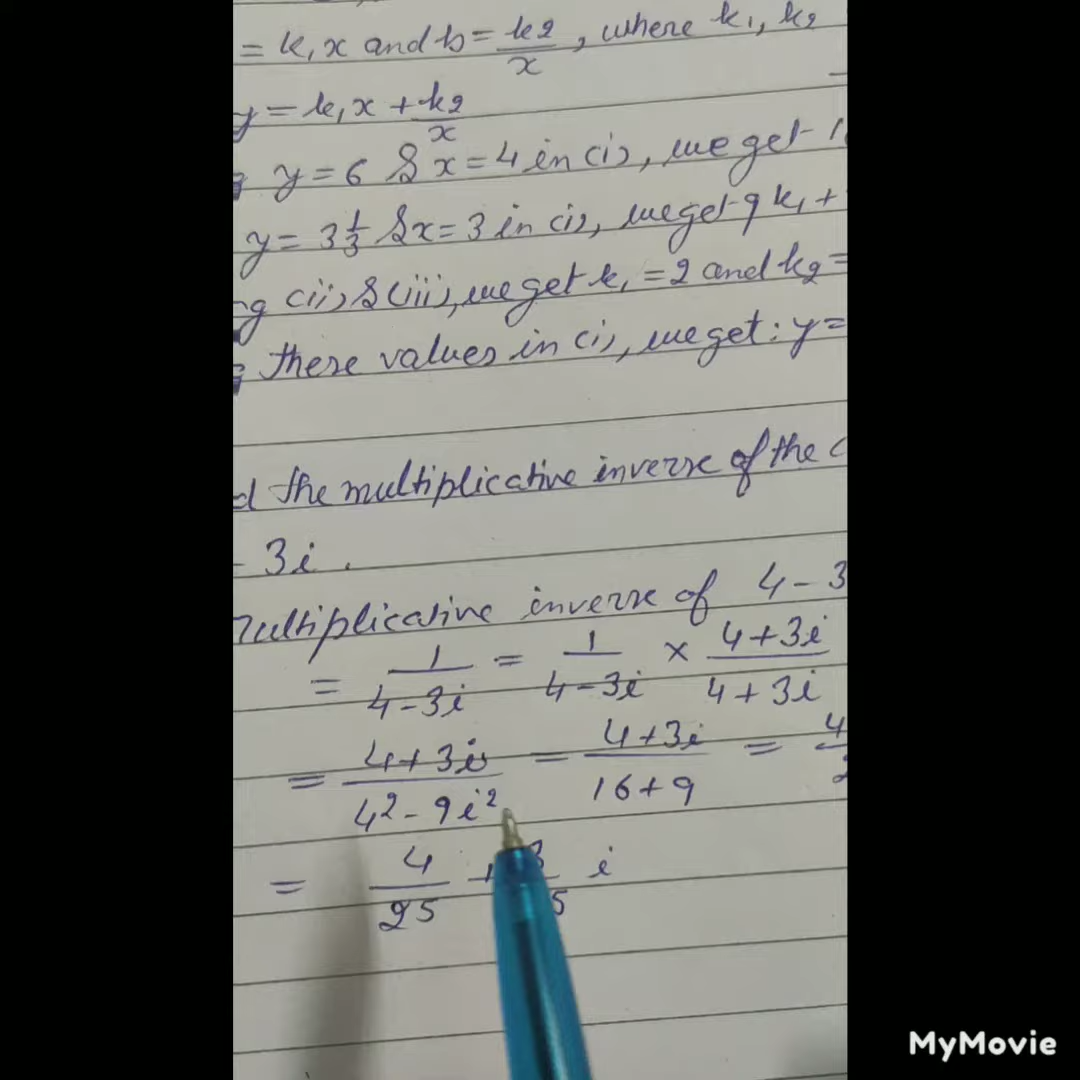 = k₁x and b = k2/x, where k₁, k₂
y = k₁x + k2/x
y = 6 & x = 4 in (i), we get
y = 3 1/3 & x = 3 in (i), we get 9k₁ +
(ii) & (iii), we get k₁ = 2 and k₂ =
these values in (i), we get : y =
the multiplicative inverse of the
- 3i.
multiplicative inverse of 4 - 3
= 1/(4-3i) = 1/(4-3i) × (4+3i)/(4+3i)
= (4+3i)/(4²-9i²) = (4+3i)/(16+9) = 4
= 4/25 i
MyMovie